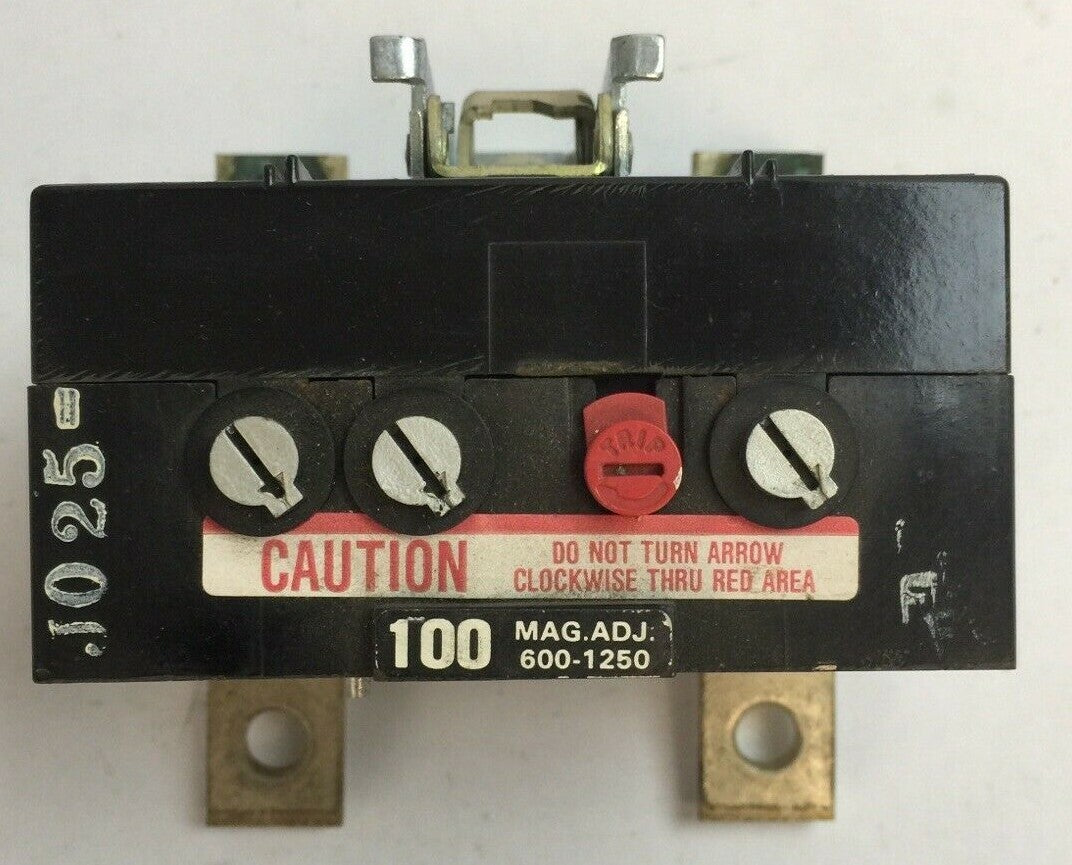 TRIP
CAUTION
DO NOT TURN ARROW
CLOCKWISE THRU RED AREA
100
MAG.ADJ.
600-1250
J025-